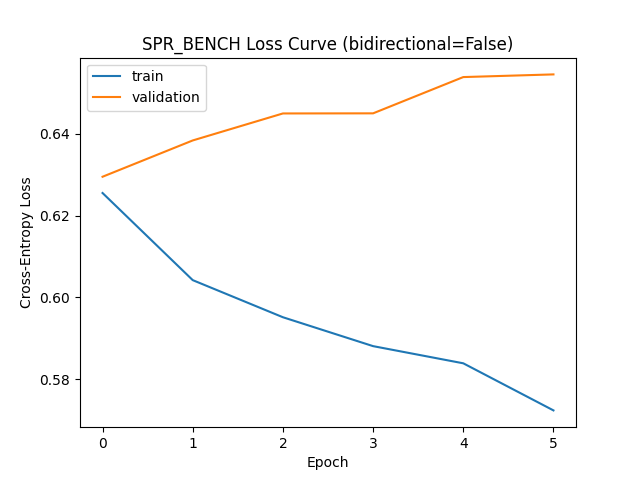 SPR_BENCH Loss Curve (bidirectional=False)
train
validation
Cross-Entropy Loss
0.64
0.62
0.60
0.58
0 1 2 3 4 5
Epoch